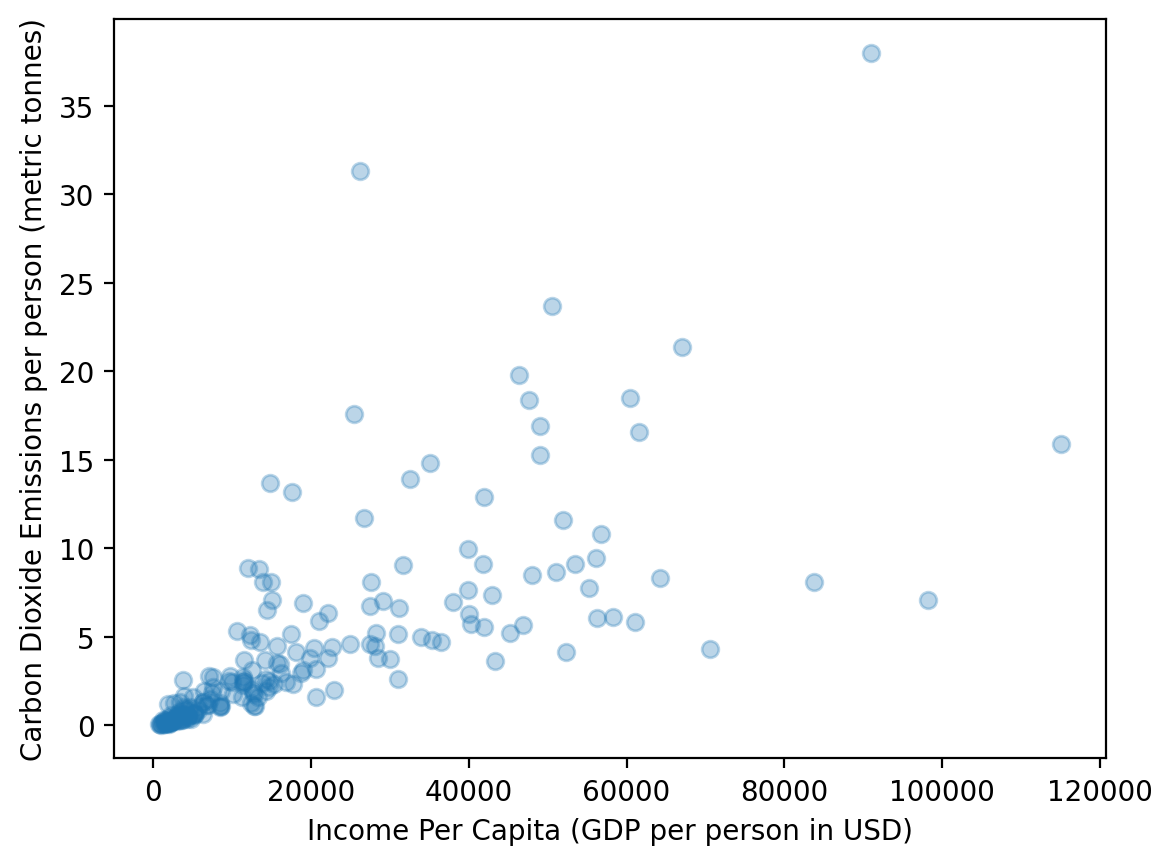 Carbon Dioxide Emissions per person (metric tonnes)
35
30
25
20
15
10
5
0
0 20000 40000 60000 80000 100000 120000
Income Per Capita (GDP per person in USD)